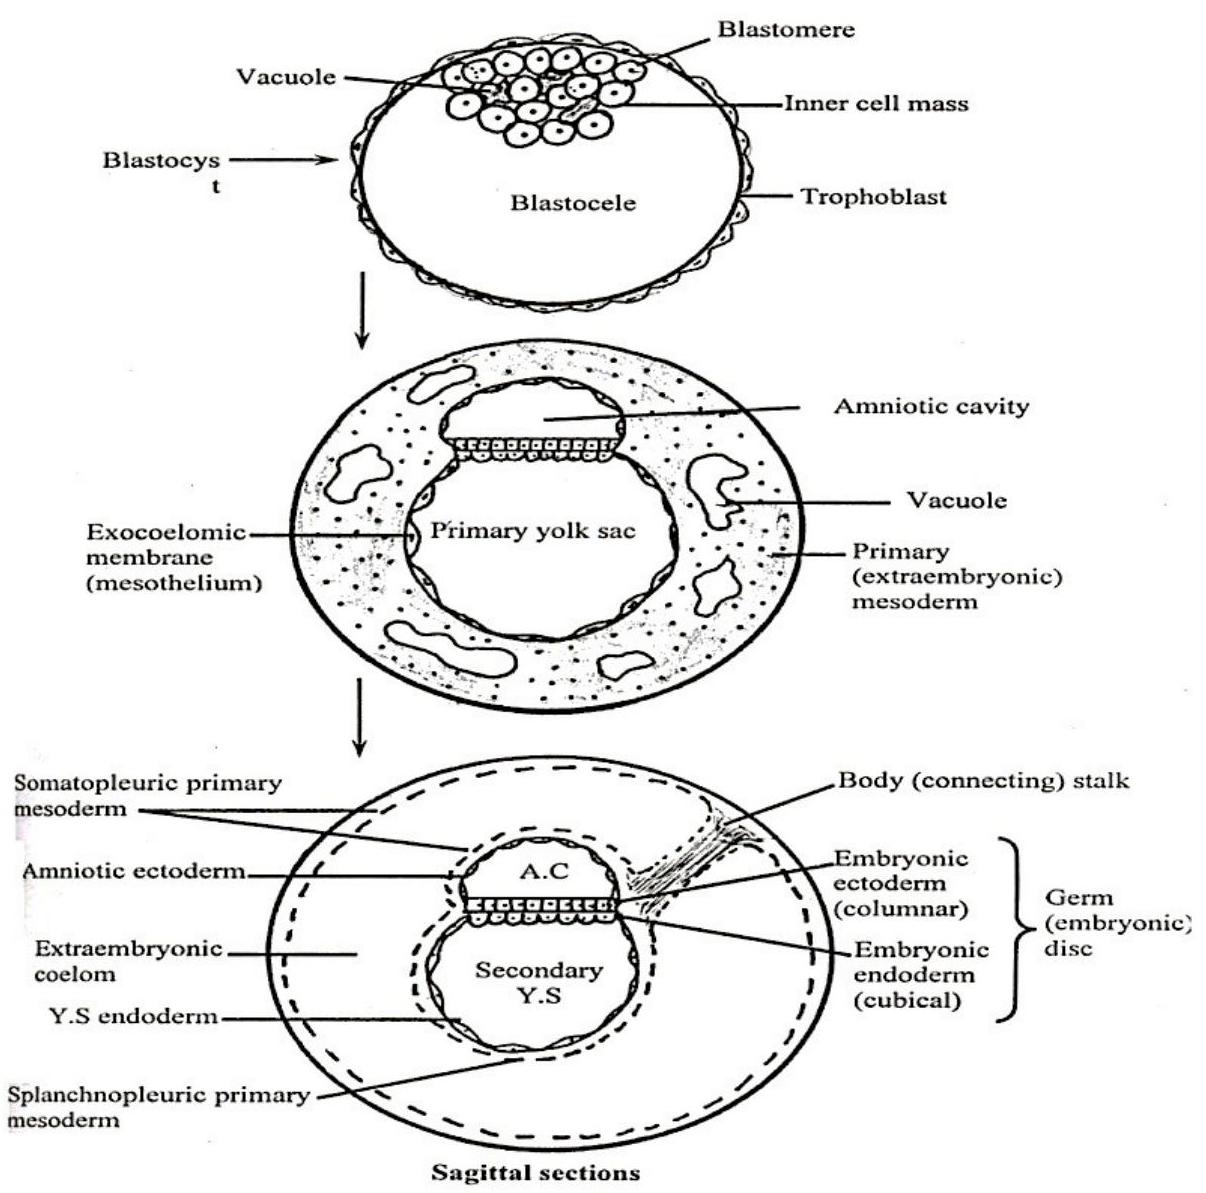 Blastomere
Vacuole
Inner cell mass
Blastocys
t
Trophoblast
Blastocele
Amniotic cavity
Vacuole
Exocoelomic
membrane
(mesothelium)
Primary yolk sac
Primary
(extraembryonic)
mesoderm
Somatopleuric primary
mesoderm
Body (connecting) stalk
Amniotic ectoderm
A.C
Embryonic
ectoderm
(columnar)
Germ
(embryonic)
disc
Extraembryonic
coelom
Secondary
Y.S
Embryonic
endoderm
(cubical)
Y.S endoderm
Splanchnopleuric primary
mesoderm
Sagittal sections